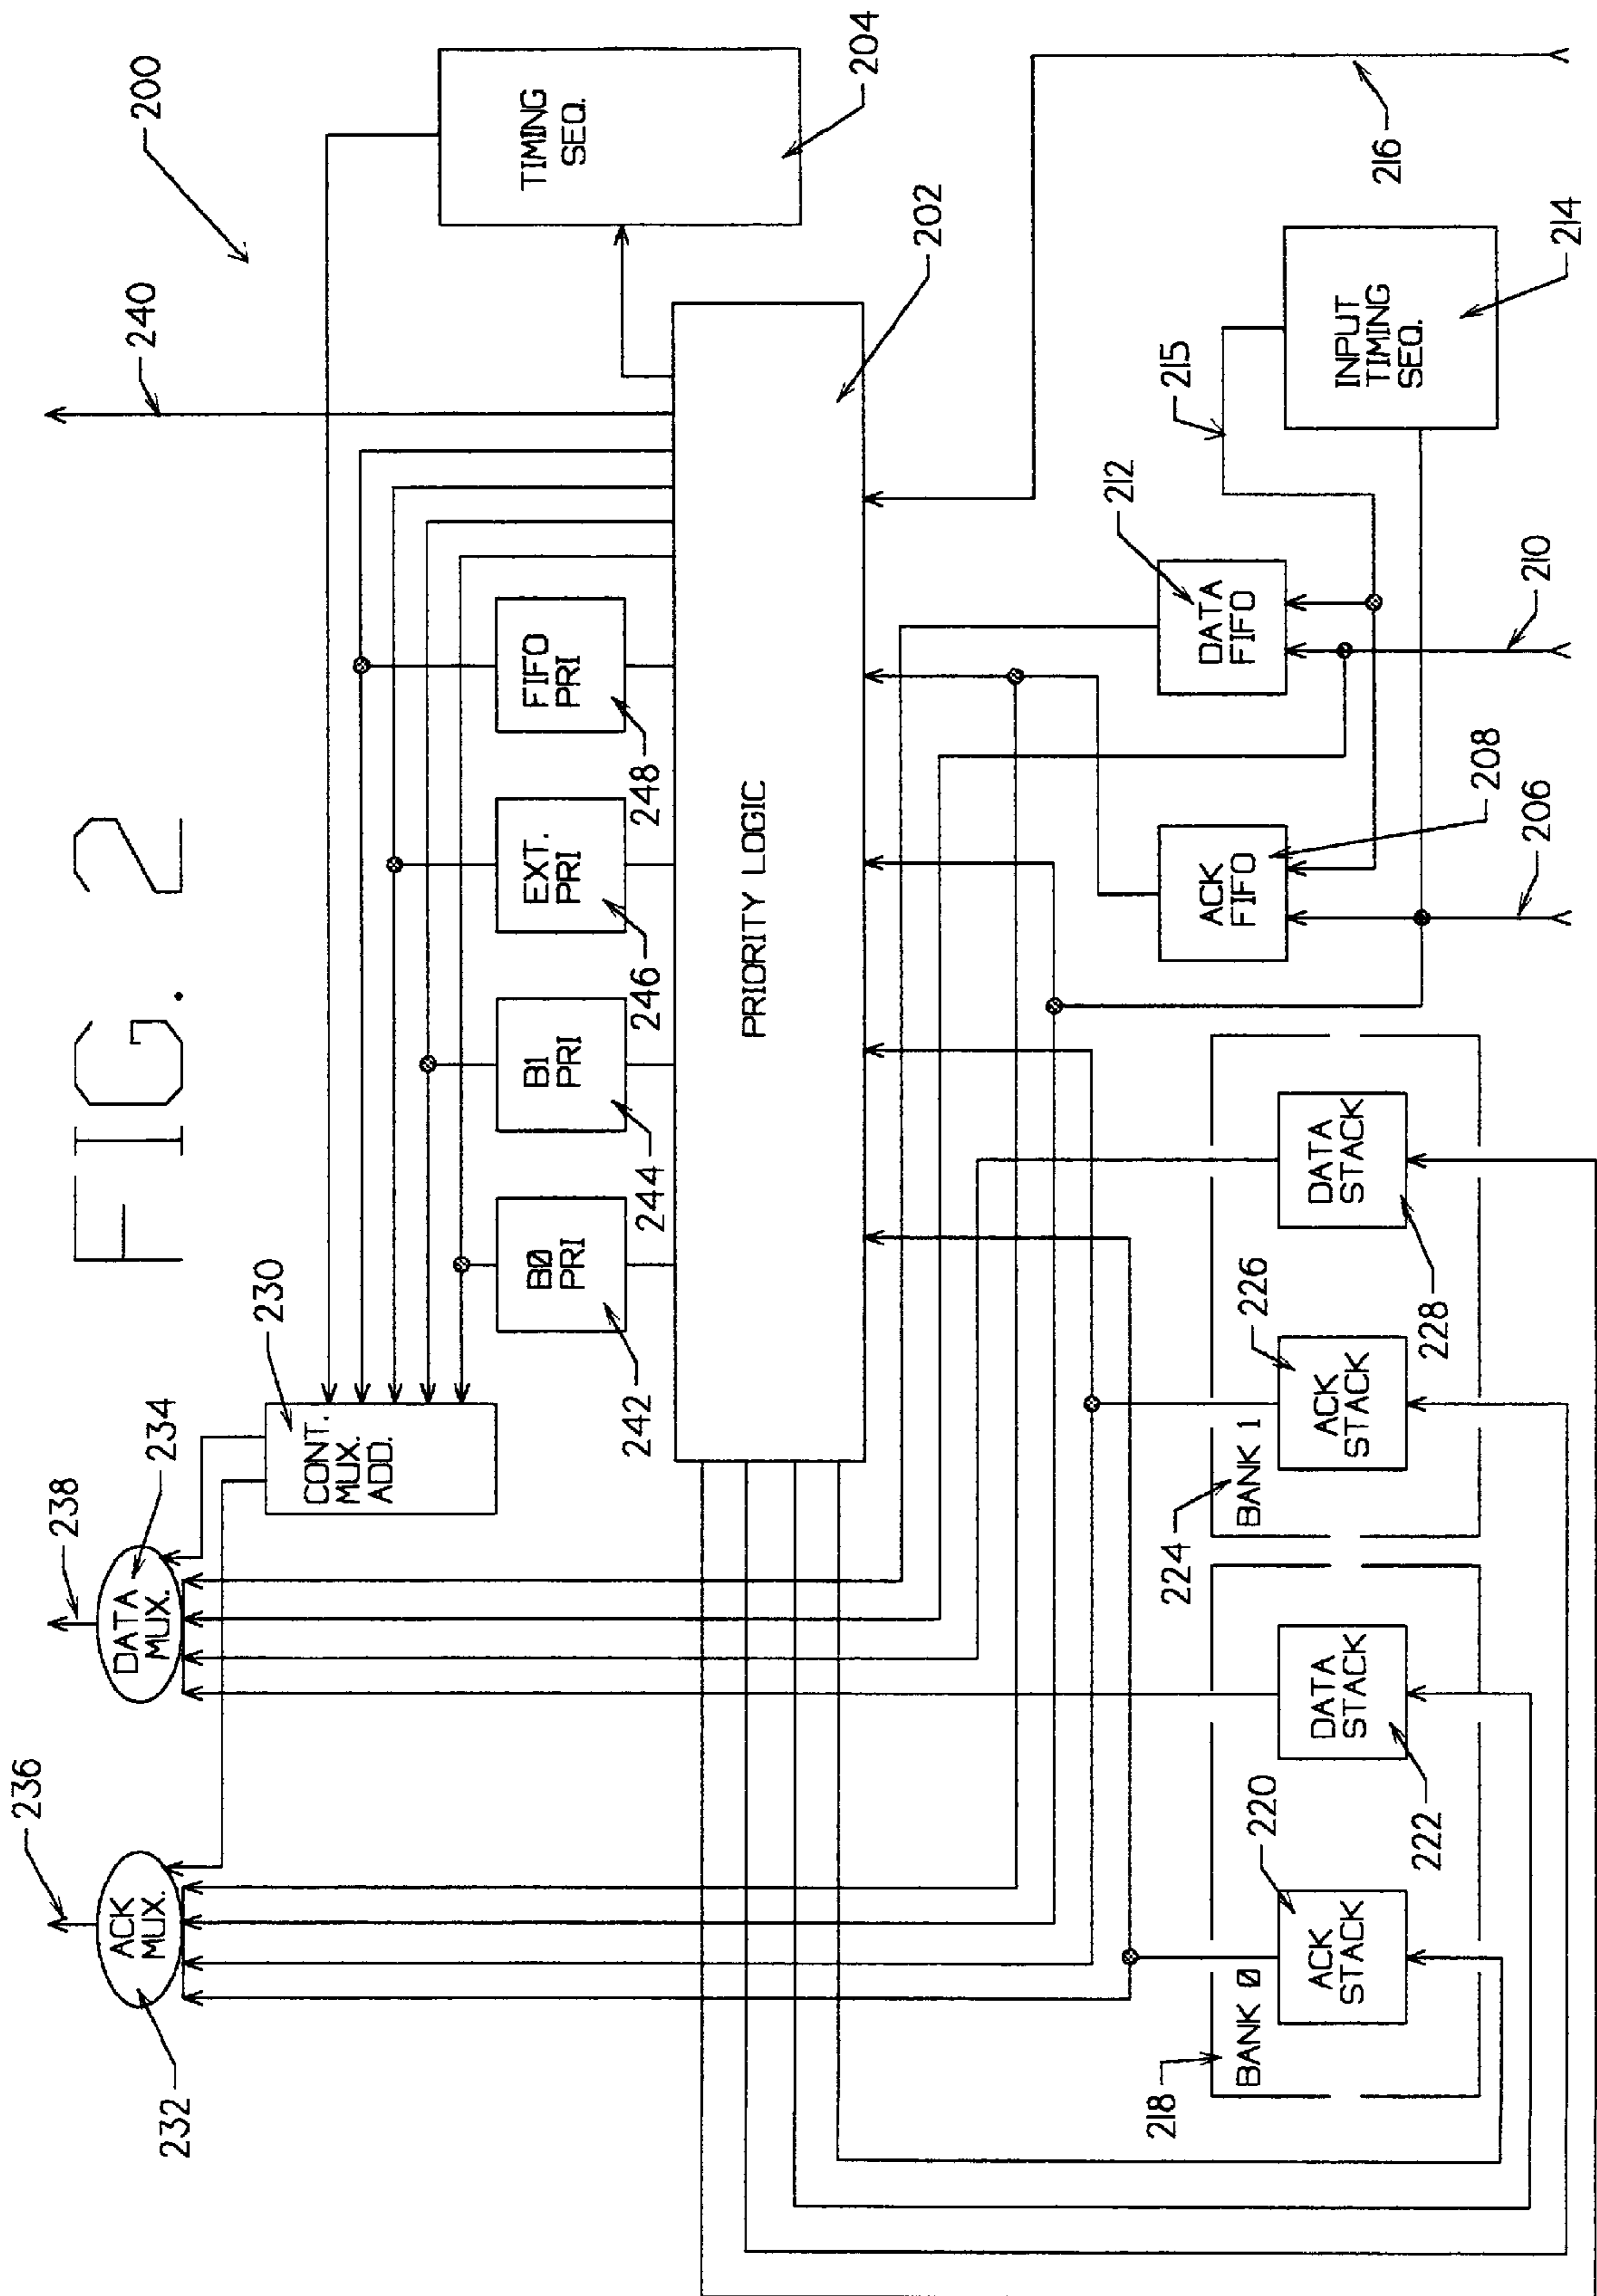 FIG. 2
200
236
238
240
ACK
MUX.
232
DATA
MUX.
234
230
CONT.
MUX.
ADD.
TIMING
SEQ.
204
B0
PRI
242
B1
PRI
244
EXT.
PRI
246
FIFO
PRI
248
PRIORITY LOGIC
202
218
BANK 0
ACK
STACK
220
DATA
STACK
222
224
BANK 1
ACK
STACK
226
DATA
STACK
228
ACK
FIFO
208
206
DATA
FIFO
212
210
215
INPUT
TIMING
SEQ.
214
216